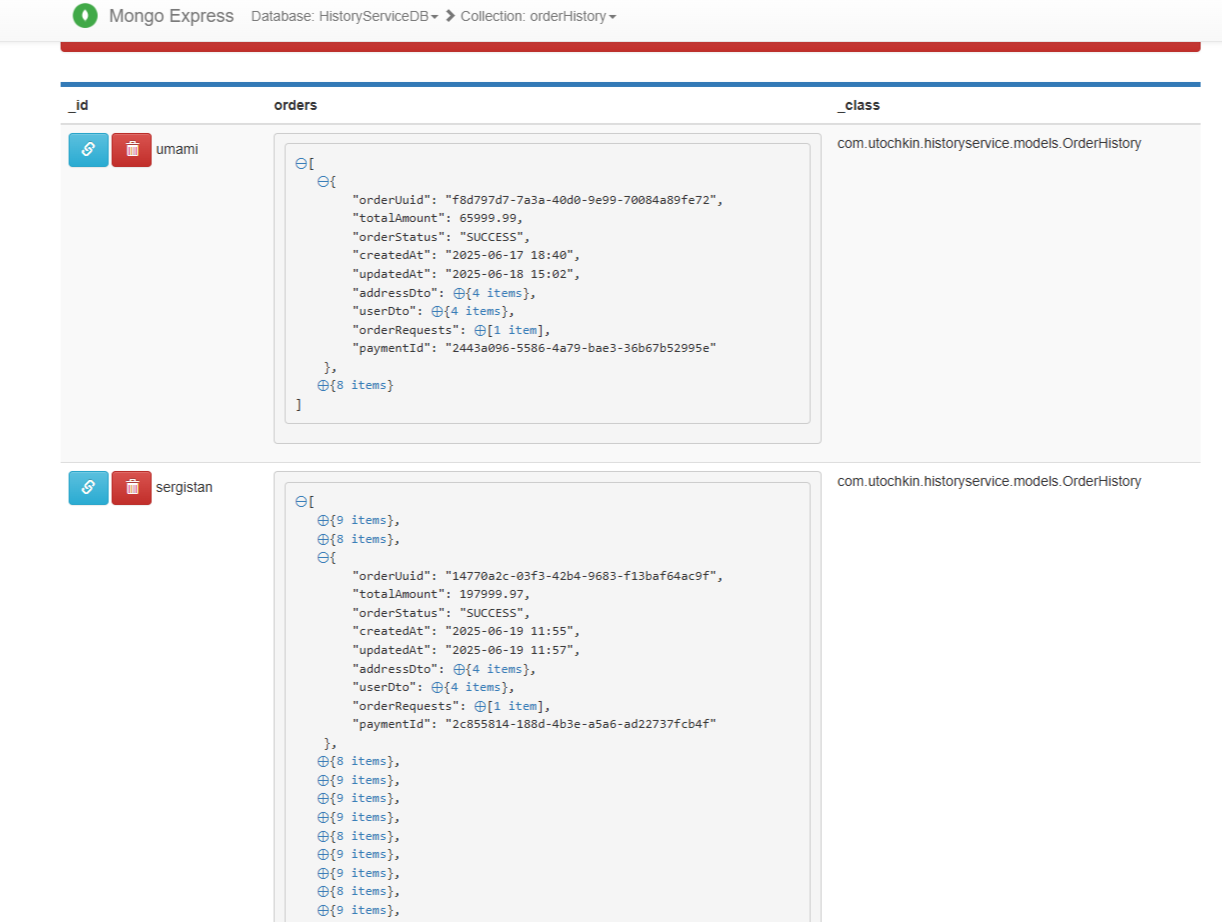 Mongo Express Database: HistoryServiceDB Collection: orderHistory
_id orders _class
umami
com.utochkin.historyservice.models.OrderHistory
[
{
"orderUuid": "f8d797d7-7a3a-40d0-9e99-70084a89fe72",
"totalAmount": 65999.99,
"orderStatus": "SUCCESS",
"createdAt": "2025-06-17 18:40",
"updatedAt": "2025-06-18 15:02",
"addressDto": {4 items},
"userDto": {4 items},
"orderRequests": [1 item],
"paymentId": "2443a096-5586-4a79-bae3-36b67b52995e"
},
{8 items}
]
sergistan
com.utochkin.historyservice.models.OrderHistory
[
{9 items},
{8 items},
{
"orderUuid": "14770a2c-03f3-42b4-9683-f13baf64ac9f",
"totalAmount": 197999.97,
"orderStatus": "SUCCESS",
"createdAt": "2025-06-19 11:55",
"updatedAt": "2025-06-19 11:57",
"addressDto": {4 items},
"userDto": {4 items},
"orderRequests": [1 item],
"paymentId": "2c855814-188d-4b3e-a5a6-ad22737fcb4f"
},
{8 items},
{9 items},
{9 items},
{9 items},
{8 items},
{9 items},
{9 items},
{8 items},
{9 items},